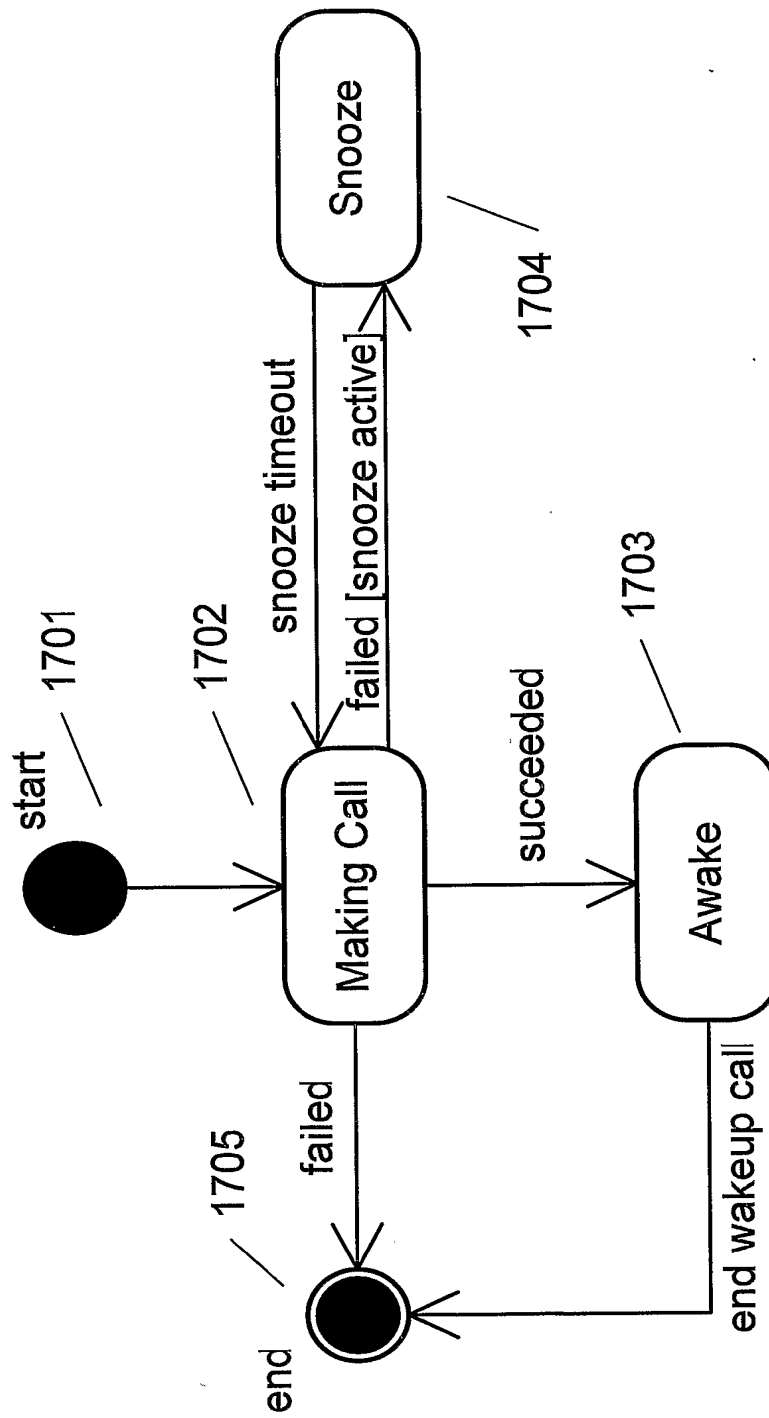 start
1701
1705
1702
end
snooze timeout
failed
Making Call
failed [snooze active]
Snooze
succeeded
1704
1703
Awake
end wakeup call